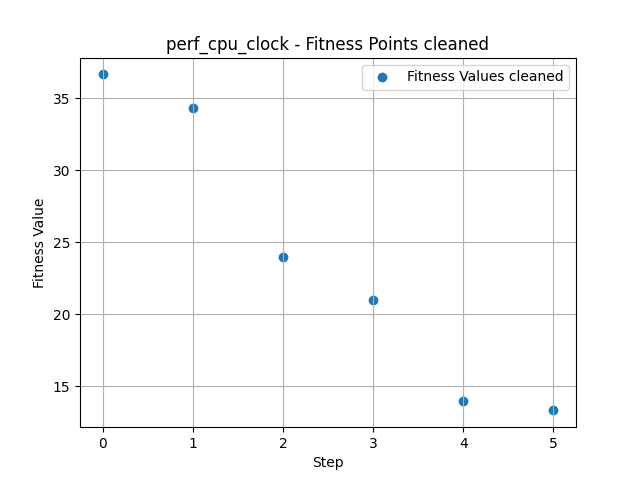 perf_cpu_clock - Fitness Points cleaned
Fitness Values cleaned
Fitness Value
35
30
25
20
15
0 1 2 3 4 5
Step